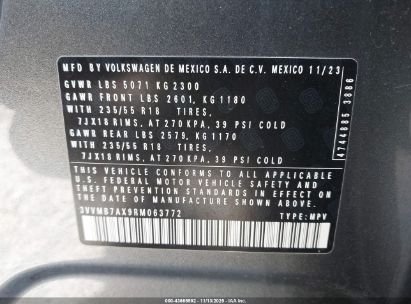 MFD BY VOLKSWAGEN DE MEXICO S.A. DE C.V. MEXICO 11/23
GVWR LBS 5071 KG 2300
GAWR FRONT LBS 2601, KG 1180
WITH 235/55 R18 TIRES,
7JX18 RIMS, AT 270 KPA, 39 PSI COLD
GAWR REAR LBS 2579, KG 1170
WITH 235/55 R18 TIRES,
7JX18 RIMS, AT 270 KPA, 39 PSI COLD
THIS VEHICLE CONFORMS TO ALL APPLICABLE
U.S. FEDERAL MOTOR VEHICLE SAFETY
STANDARDS IN EFFECT ON THE DATE OF
MANUFACTURE SHOWN ABOVE.
3VVMB7AX9RM063772
TYPE: MPV
4744885 3886